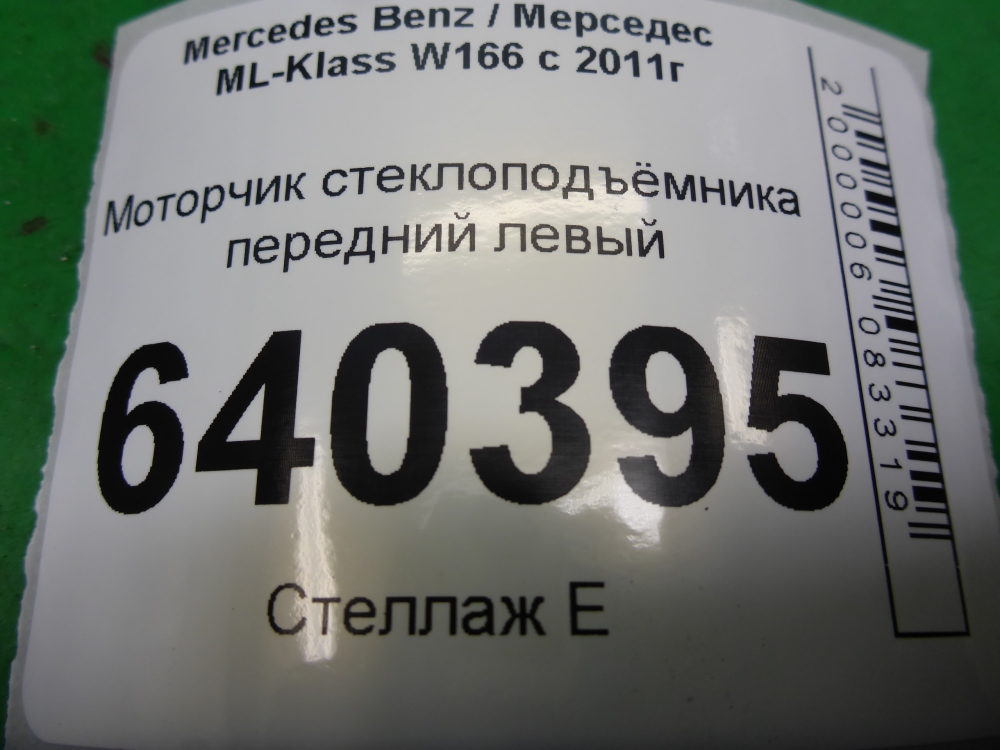 Mercedes Benz / Мерседес
ML-Klass W166 с 2011г
Моторчик стеклоподъёмника
передний левый
640395
Стеллаж Е
2000006083319